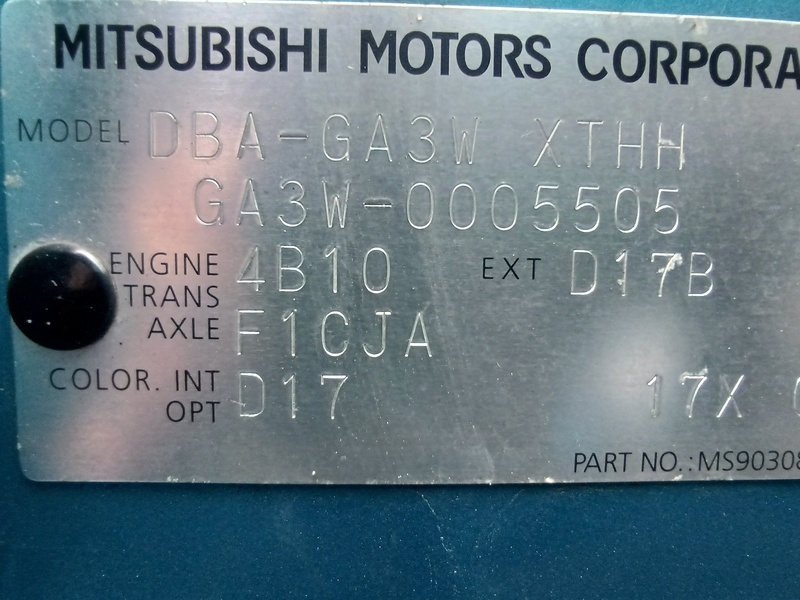 MITSUBISHI MOTORS CORPORA
MODEL DBA-GA3W XTHH
GA3W-0005505
ENGINE 4B10 EXT D17B
TRANS
AXLE F1CJA
COLOR. INT D17 17X
OPT
PART NO.: MS90308